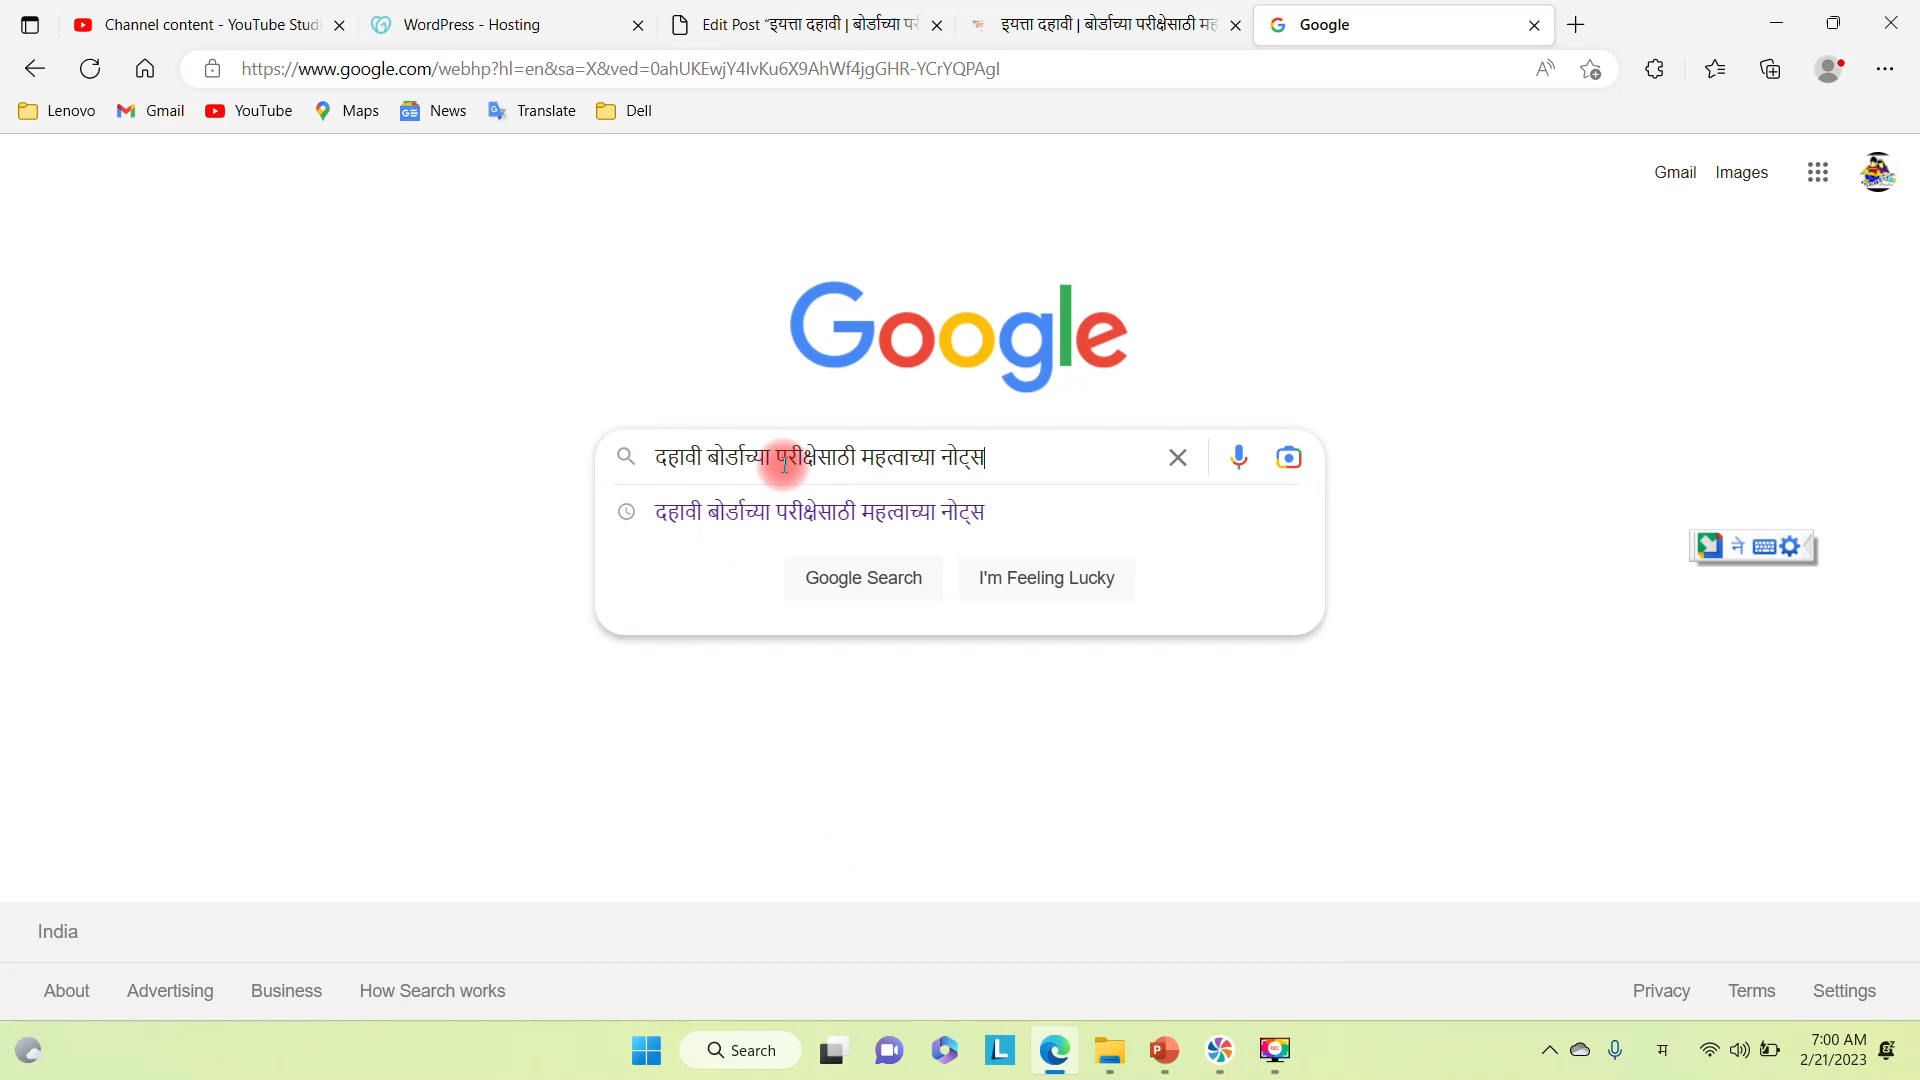 Channel content - YouTube Studi
WordPress - Hosting
Edit Post "इयत्ता दहावी | बोर्डाच्या परी
इयत्ता दहावी | बोर्डाच्या परीक्षेसाठी मह
Google
https://www.google.com/webhp?hl=en&sa=X&ved=0ahUKEwjY4IvKu6X9AhWf4jgGHR-YCrYQPAgI
Lenovo
Gmail
YouTube
Maps
News
Translate
Dell
Gmail
Images
Google
दहावी बोर्डाच्या परीक्षेसाठी महत्वाच्या नोट्स
दहावी बोर्डाच्या परीक्षेसाठी महत्वाच्या नोट्स
Google Search
I'm Feeling Lucky
ने
India
About
Advertising
Business
How Search works
Privacy
Terms
Settings
Search
म
7:00 AM
2/21/2023